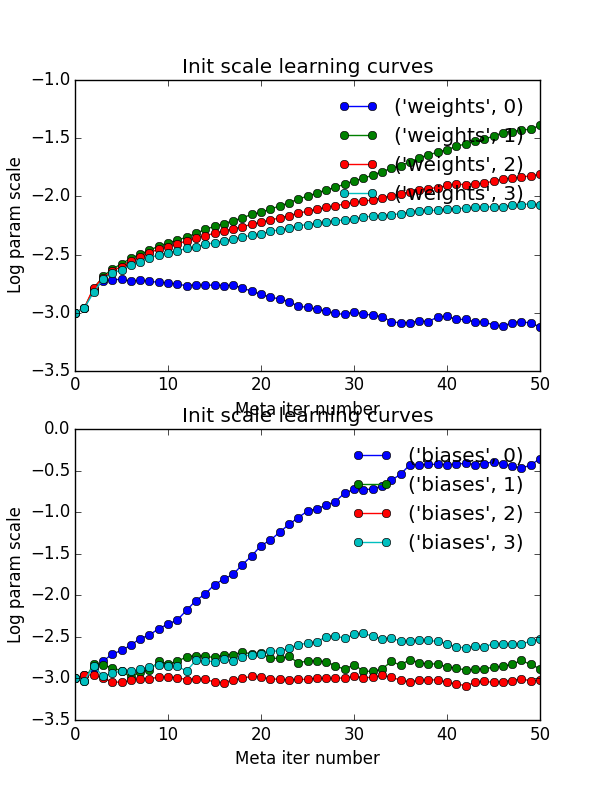 Init scale learning curves
−1.0
−1.5
−2.0
−2.5
−3.0
−3.5
Log param scale
('weights', 0)
('weights', 1)
('weights', 2)
('weights', 3)
0 10 20 30 40 50
Meta iter number
Init scale learning curves
0.0
−0.5
−1.0
−1.5
−2.0
−2.5
−3.0
−3.5
Log param scale
('biases', 0)
('biases', 1)
('biases', 2)
('biases', 3)
0 10 20 30 40 50
Meta iter number